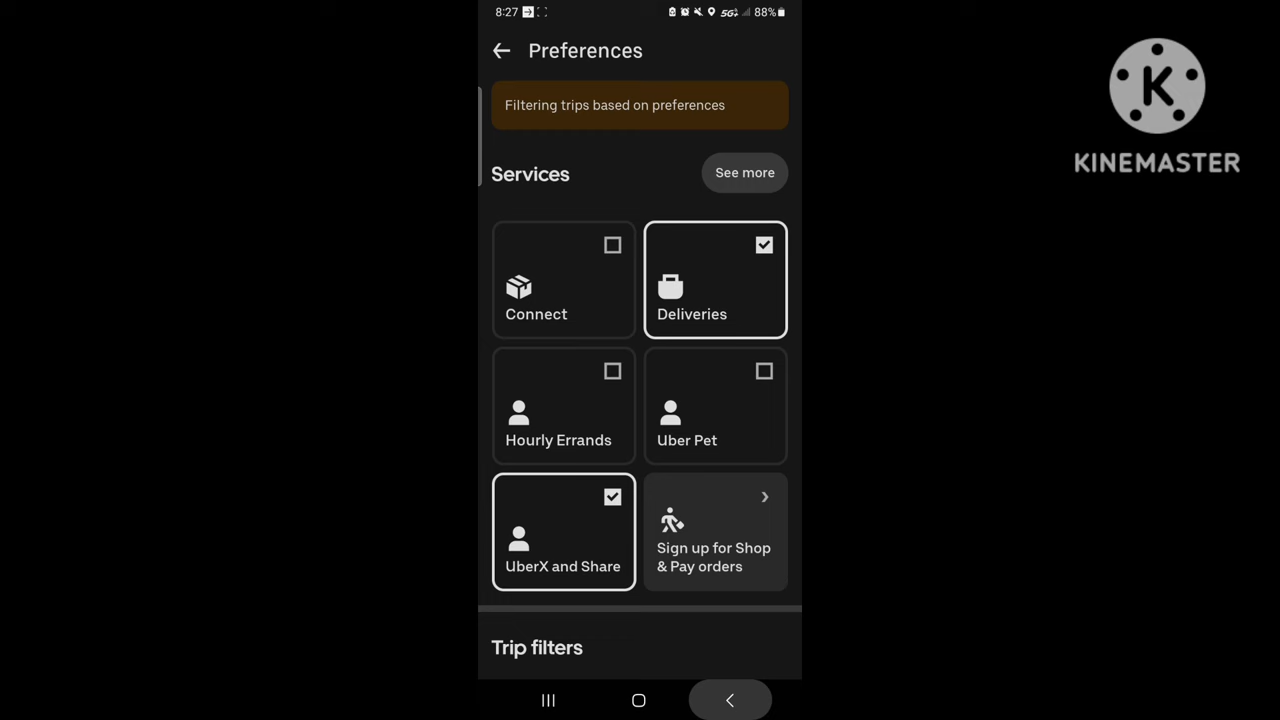 8:27
5G 88%
Preferences
Filtering trips based on preferences
Services
See more
Connect
Deliveries
Hourly Errands
Uber Pet
UberX and Share
Sign up for Shop
& Pay orders
Trip filters
K
KINEMASTER